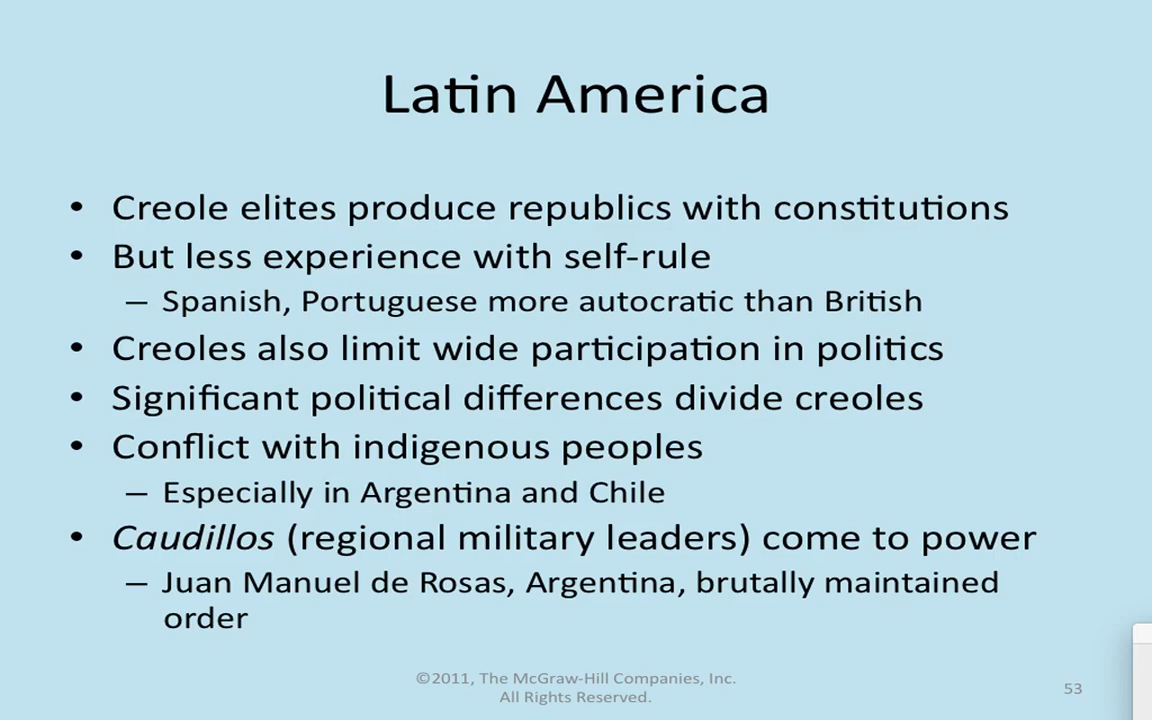 Latin America
• Creole elites produce republics with constitutions
• But less experience with self-rule
– Spanish, Portuguese more autocratic than British
• Creoles also limit wide participation in politics
• Significant political differences divide creoles
• Conflict with indigenous peoples
– Especially in Argentina and Chile
• Caudillos (regional military leaders) come to power
– Juan Manuel de Rosas, Argentina, brutally maintained
order
©2011, The McGraw-Hill Companies, Inc.
All Rights Reserved.
53